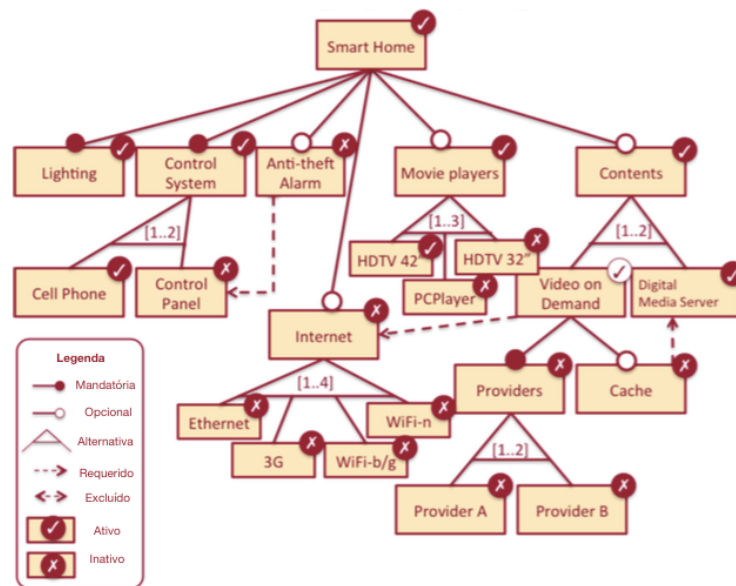 Smart Home
Lighting
Control
System
Anti-theft
Alarm
Movie players
Contents
[1..2]
[1..3]
[1..2]
Cell Phone
Control
Panel
HDTV 42"
HDTV 32"
PCPlayer
Video on
Demand
Digital
Media Server
Internet
[1..4]
Ethernet
3G
WiFi-b/g
WiFi-n
Providers
Cache
[1..2]
Provider A
Provider B
Legenda
Mandatória
Opcional
Alternativa
Requerido
Excluído
Ativo
Inativo